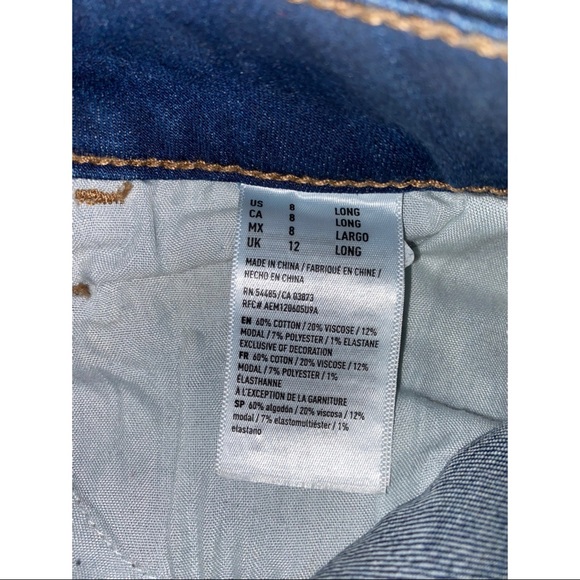 US 8 LONG
CA 8 LONG
MX 8 LARGO
UK 12 LONG
MADE IN CHINA / FABRIQUÉ EN CHINE /
HECHO EN CHINA
RN 54485/CA 03873
RFC# AEM120605U9A
EN 60% COTTON / 20% VISCOSE / 12%
MODAL / 7% POLYESTER / 1% ELASTANE
EXCLUSIVE OF DECORATION
FR 60% COTON / 20% VISCOSE / 12%
MODAL / 7% POLYESTER / 1%
ÉLASTHANNE
À L'EXCEPTION DE LA GARNITURE
SP 60% algodón / 20% viscosa / 12%
modal / 7% elastomultiéster / 1%
elastano